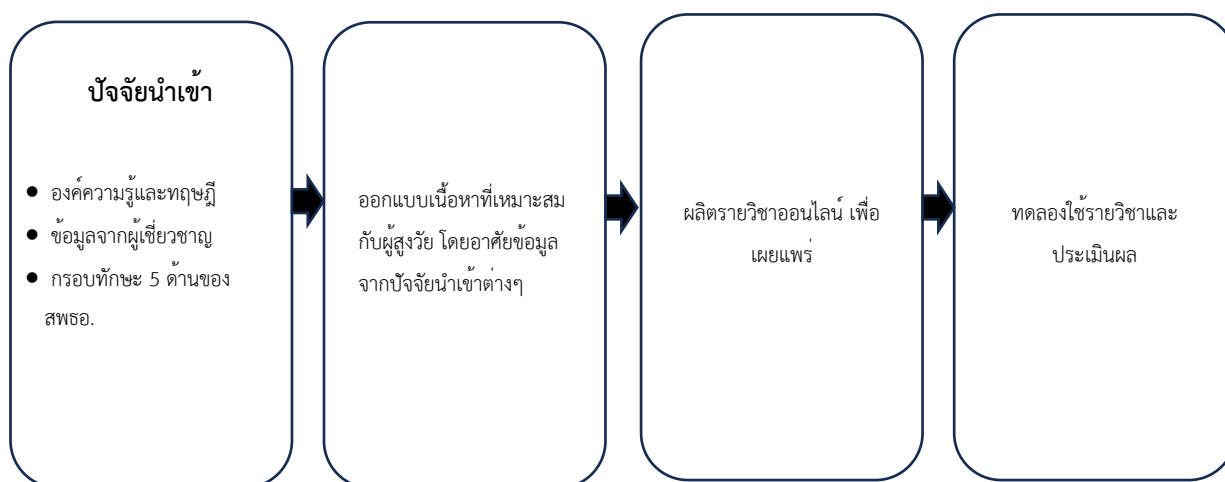 ปัจจัยนำเข้า
● องค์ความรู้และทฤษฎี
● ข้อมูลจากผู้เชี่ยวชาญ
● กรอบทักษะ 5 ด้านของ
สพธอ.
ออกแบบเนื้อหาที่เหมาะสม
กับผู้สูงวัย โดยอาศัยข้อมูล
จากปัจจัยนำเข้าต่างๆ
ผลิตรายวิชาออนไลน์ เพื่อ
เผยแพร่
ทดลองใช้รายวิชาและ
ประเมินผล